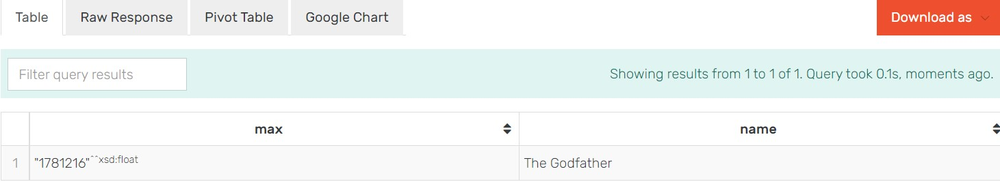 Table Raw Response Pivot Table Google Chart Download as
Filter query results Showing results from 1 to 1 of 1. Query took 0.1s, moments ago.
max name
1 "1781216"^^xsd:float The Godfather